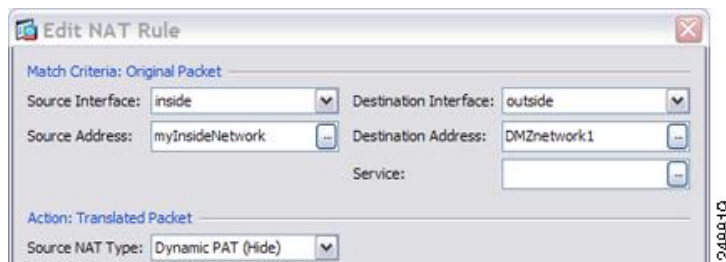 Edit NAT Rule
Match Criteria: Original Packet
Source Interface: inside Destination Interface: outside
Source Address: myInsideNetwork ... Destination Address: DMZnetwork1 ...
Service: ...
Action: Translated Packet
Source NAT Type: Dynamic PAT (Hide)
248819